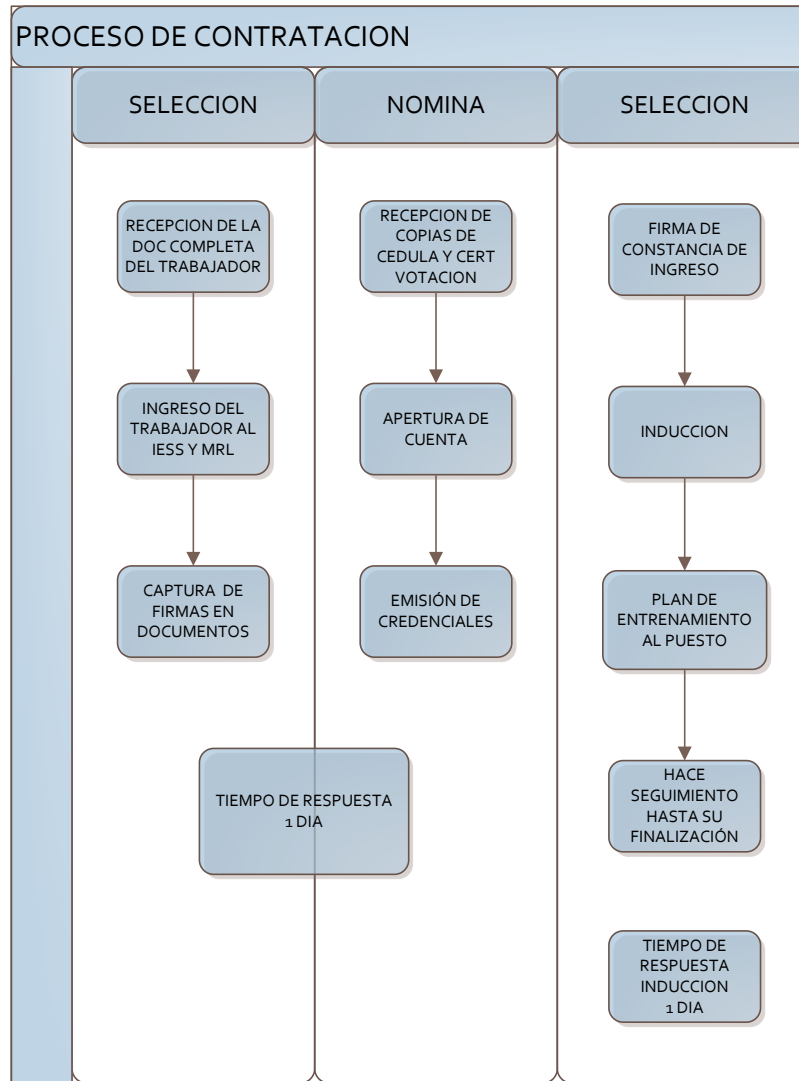 PROCESO DE CONTRATACION
SELECCION
NOMINA
SELECCION
RECEPCION DE LA
DOC COMPLETA
DEL TRABAJADOR
INGRESO DEL
TRABAJADOR AL
IESS Y MRL
CAPTURA DE
FIRMAS EN
DOCUMENTOS
RECEPCION DE
COPIAS DE
CEDULA Y CERT
VOTACION
APERTURA DE
CUENTA
EMISIÓN DE
CREDENCIALES
TIEMPO DE RESPUESTA
1 DIA
FIRMA DE
CONSTANCIA DE
INGRESO
INDUCCION
PLAN DE
ENTRENAMIENTO
AL PUESTO
HACE
SEGUIMIENTO
HASTA SU
FINALIZACIÓN
TIEMPO DE
RESPUESTA
INDUCCION
1 DIA